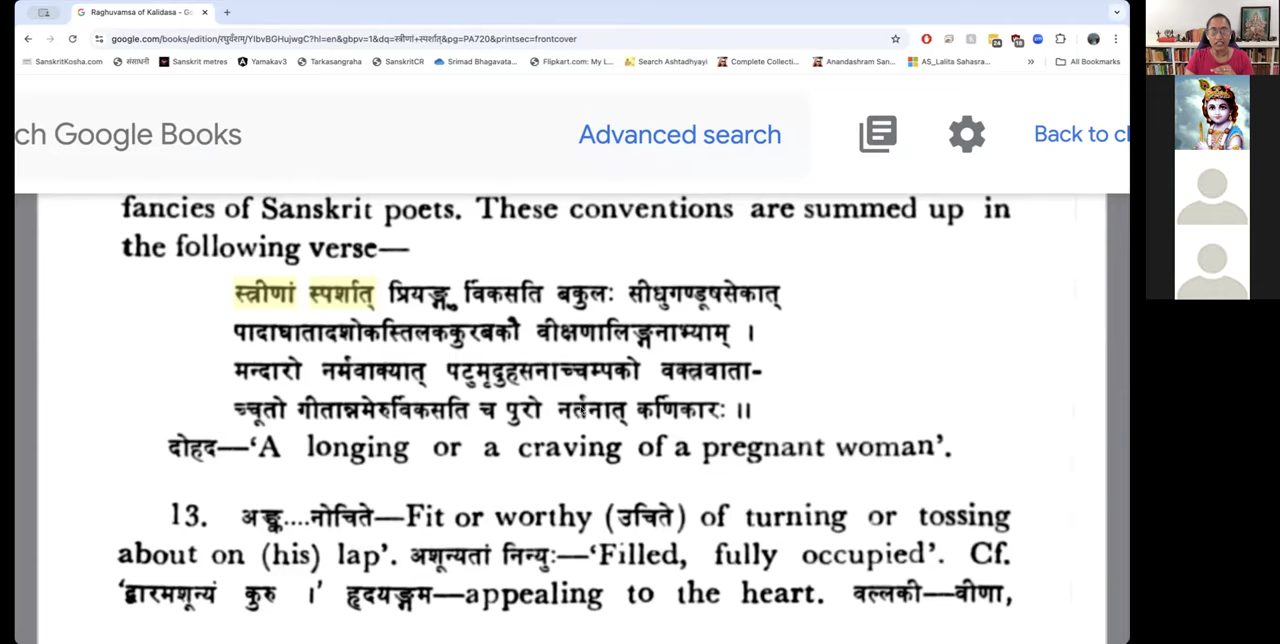 Raghuvamsa of Kalidasa - Go
google.com/books/edition/रघुवंशम्/YIbvBGHujwgC?hl=en&gbpv=1&dq=स्त्रीणां+स्पर्शात्&pg=PA720&printsec=frontcover
24 18
SanskritKosha.com संसाधनी Sanskrit metres Yamakav3 Tarkasangraha SanskritCR Srimad Bhagavata... Flipkart.com: My L... Search Ashtadhyayi Complete Collecti... Anandashram San... AS_Lalita Sahasra... » All Bookmarks
ch Google Books Advanced search Back to cl
fancies of Sanskrit poets. These conventions are summed up in
the following verse—
स्त्रीणां स्पर्शात् प्रियङ्गु र्विकसति बकुलः सीधुगण्डूषसेकात्
पादाघातादशोकस्तिलककुरबकौ वीक्षणालिङ्गनाभ्याम् ।
मन्दारो नर्मवाक्यात् पटुमृदुहसनाच्चम्पको वक्त्रवाता-
च्चूतो गीतान्नमेरुर्विकसति च पुरो नर्तनात् कर्णिकारः ।।
दोहद—‘A longing or a craving of a pregnant woman’.
13. अङ्क....नोचिते—Fit or worthy (उचिते) of turning or tossing
about on (his) lap’. अशून्यतां निन्युः—‘Filled, fully occupied’. Cf.
‘द्वारमशून्यं कुरु ।’ हृदयङ्गम—appealing to the heart. वल्लकी—वीणा,